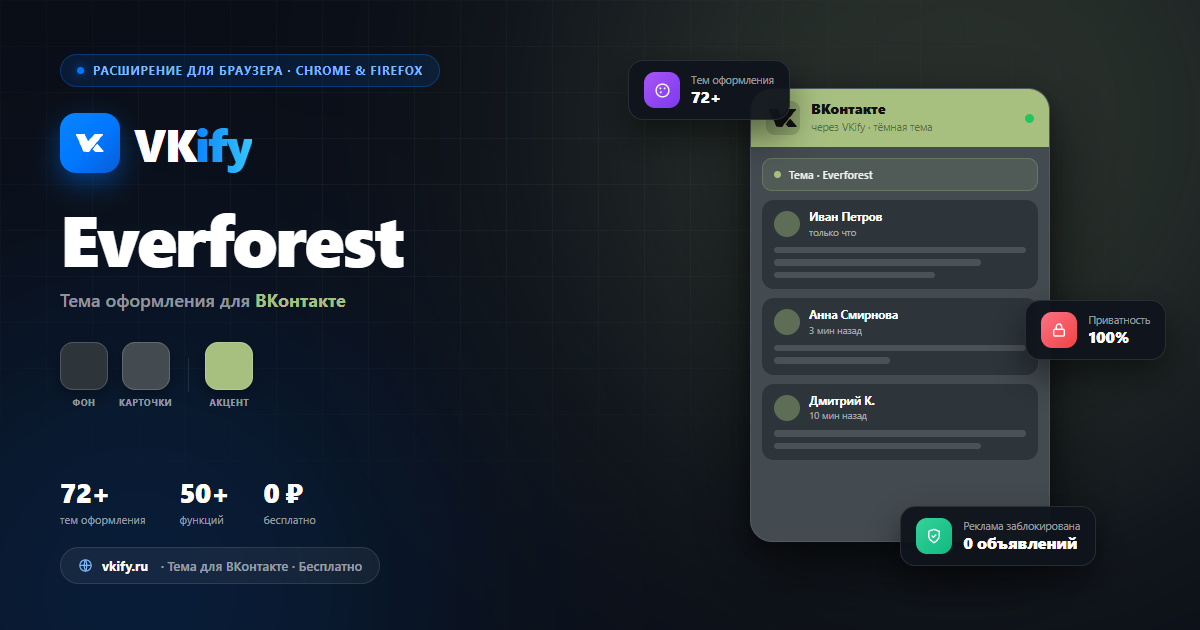 РАСШИРЕНИЕ ДЛЯ БРАУЗЕРА · CHROME & FIREFOX
VKify
Everforest
Тема оформления для ВКонтакте
ФОН
КАРТОЧКИ
АКЦЕНТ
72+
тем оформления
50+
функций
0 ₽
бесплатно
vkify.ru · Тема для ВКонтакте · Бесплатно
Тем оформления
72+
ВКонтакте
через VKify · тёмная тема
Тема · Everforest
Иван Петров
только что
Анна Смирнова
3 мин назад
Приватность
100%
Дмитрий К.
10 мин назад
Реклама заблокирована
0 объявлений